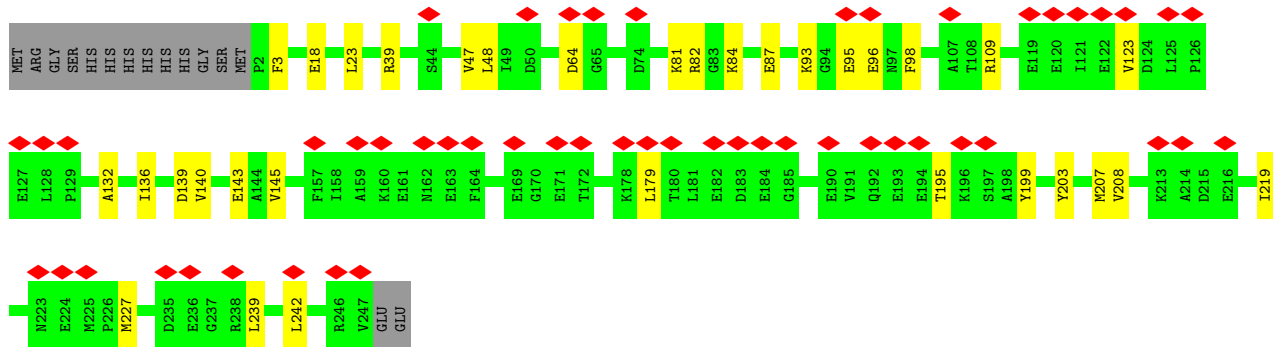 MET ARG GLY SER HIS HIS HIS HIS HIS HIS GLY SER MET P2 F3 E18 L23 R39 S44 V47 L48 I49 D50 D64 G65 D74 K81 R82 G83 K84 E87 K93 G94 E95 E96 N97 F98 A107 T108 R109 E119 E120 I121 E122 V123 D124 L125 P126
E127 L128 P129 A132 I136 D139 V140 E143 A144 V145 F157 I158 A159 K160 E161 N162 E163 F164 E169 G170 E171 T172 K178 L179 T180 L181 E182 D183 E184 G185 E190 V191 Q192 E193 E194 T195 K196 S197 A198 Y199 Y203 M207 V208 K213 A214 D215 E216 I219
N223 E224 M225 P226 M227 D235 E236 G237 R238 L239 L242 R246 V247 GLU GLU